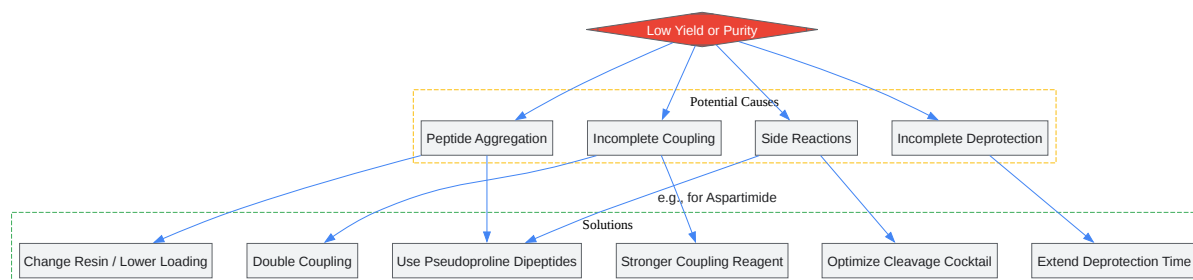 Low Yield or Purity
Potential Causes
Peptide Aggregation
Incomplete Coupling
Side Reactions
Incomplete Deprotection
e.g., for Aspartimide
Solutions
Change Resin / Lower Loading
Double Coupling
Use Pseudoproline Dipeptides
Stronger Coupling Reagent
Optimize Cleavage Cocktail
Extend Deprotection Time